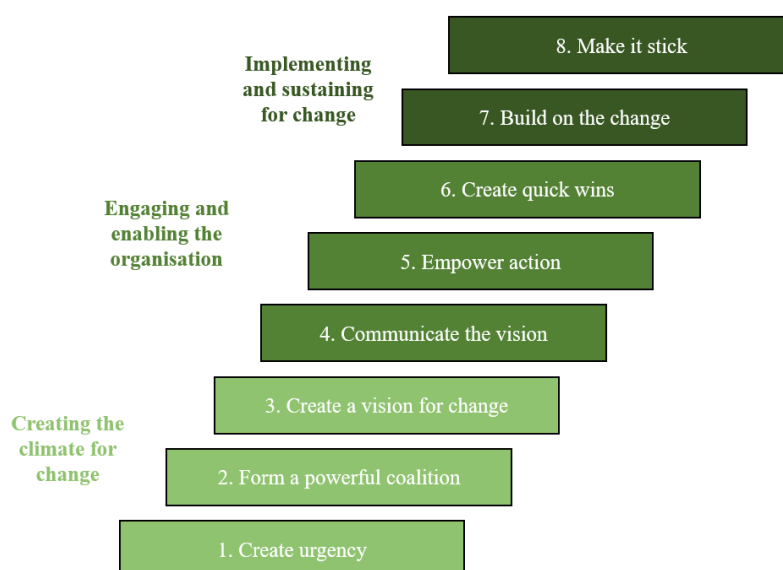 8. Make it stick
Implementing
and sustaining
for change
7. Build on the change
6. Create quick wins
Engaging and
enabling the
organisation
5. Empower action
4. Communicate the vision
3. Create a vision for change
Creating the
climate for
change
2. Form a powerful coalition
1. Create urgency